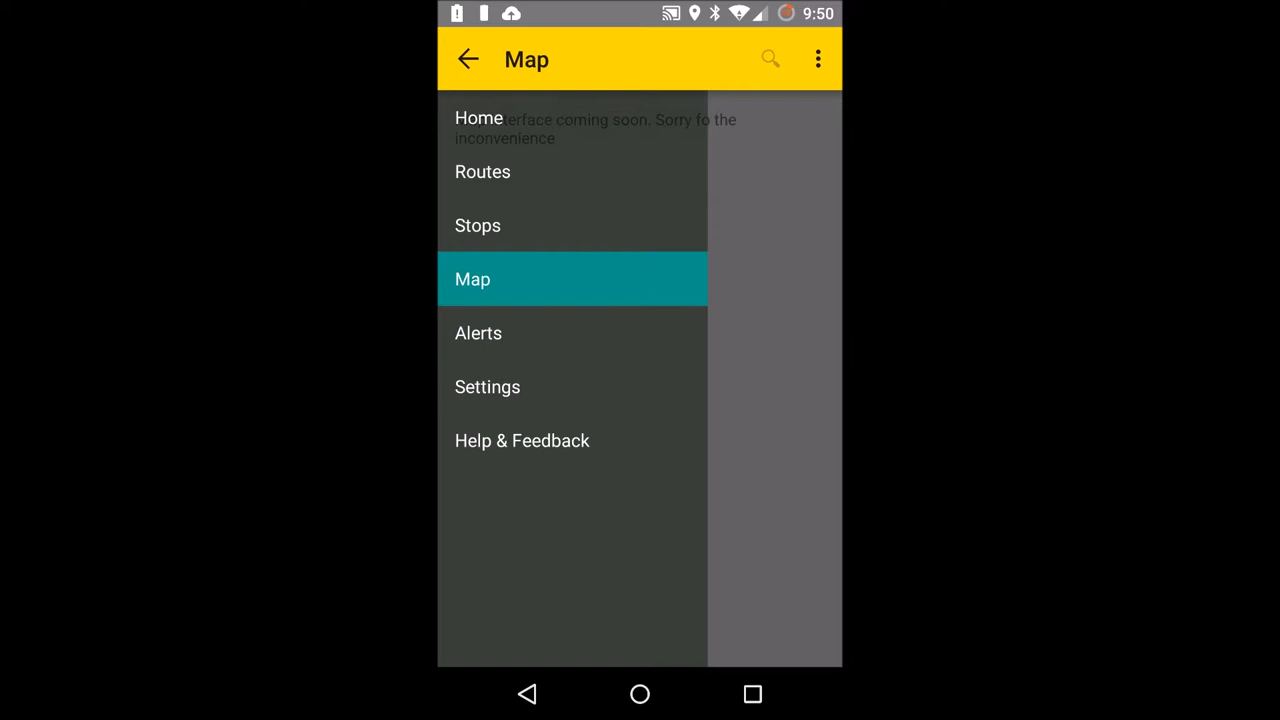 9:50
Map
Home
terface coming soon. Sorry fo the
inconvenience
Routes
Stops
Map
Alerts
Settings
Help & Feedback